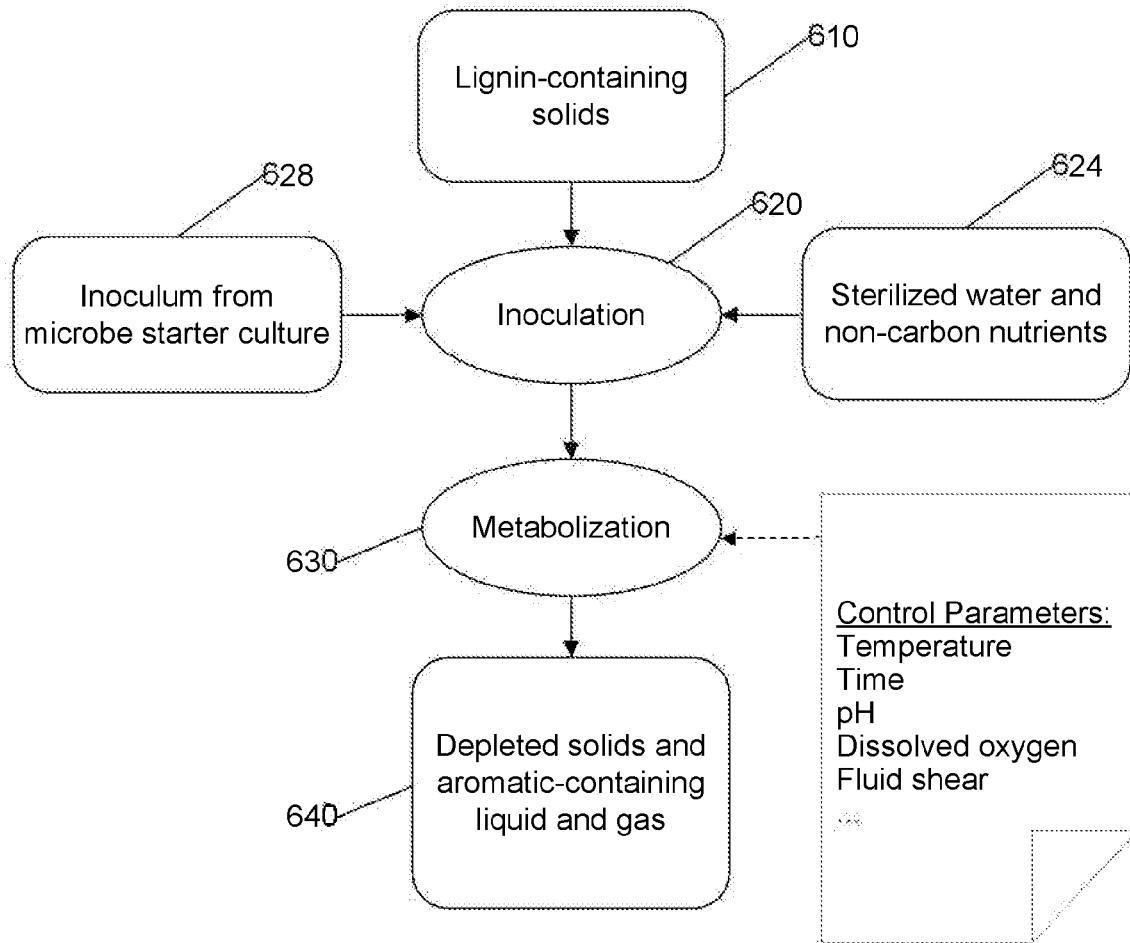 610
Lignin-containing
solids
628
624
620
Inoculum from
microbe starter culture
Inoculation
Sterilized water and
non-carbon nutrients
Metabolization
630
Control Parameters:
Temperature
Time
pH
Dissolved oxygen
Fluid shear
...
Depleted solids and
aromatic-containing
liquid and gas
640